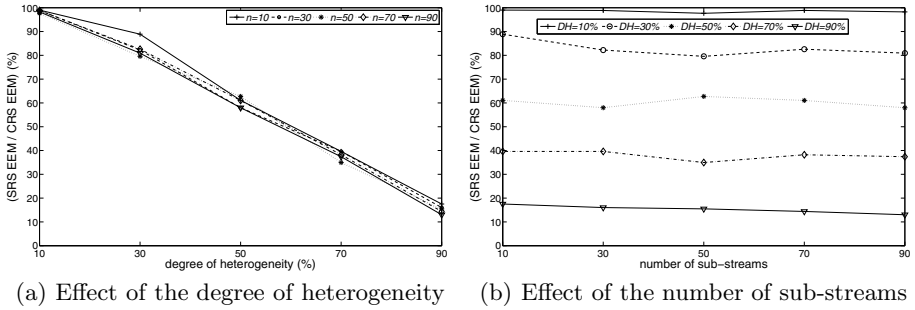 (SRS EEM / CRS EEM) (%)
100
90
80
70
60
50
40
30
20
10
0
n=10 n=30 n=50 n=70 n=90
10 30 50 70 90
degree of heterogeneity (%)
(a) Effect of the degree of heterogeneity
(SRS EEM / CRS EEM) (%)
100
90
80
70
60
50
40
30
20
10
0
DH=10% DH=30% DH=50% DH=70% DH=90%
10 30 50 70 90
number of sub-streams
(b) Effect of the number of sub-streams